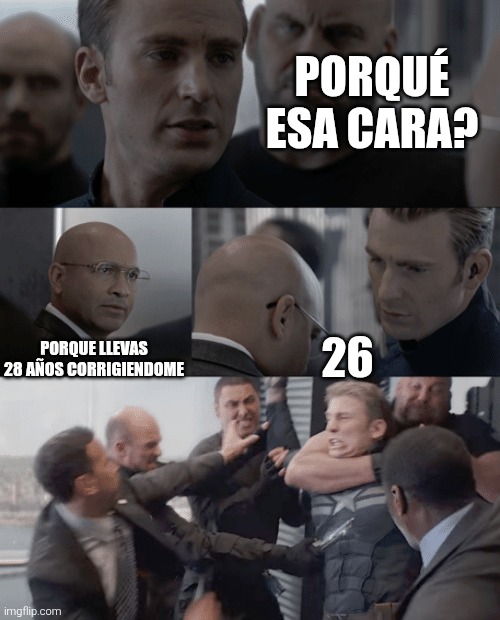 PORQUÉ
ESA CARA?
PORQUE LLEVAS
28 AÑOS CORRIGIENDOME
26
imgflip.com